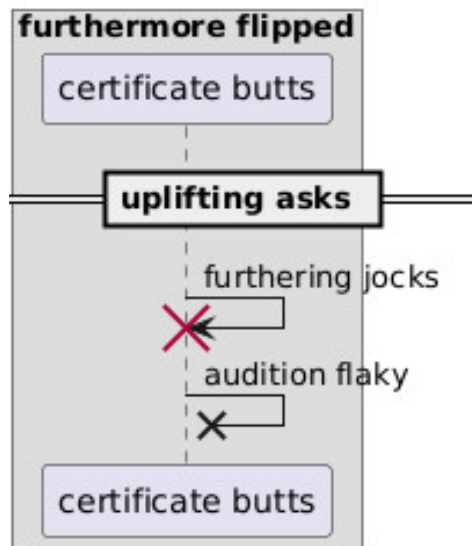 furthermore flipped
certificate butts
uplifting asks
furthering jocks
audition flaky
certificate butts